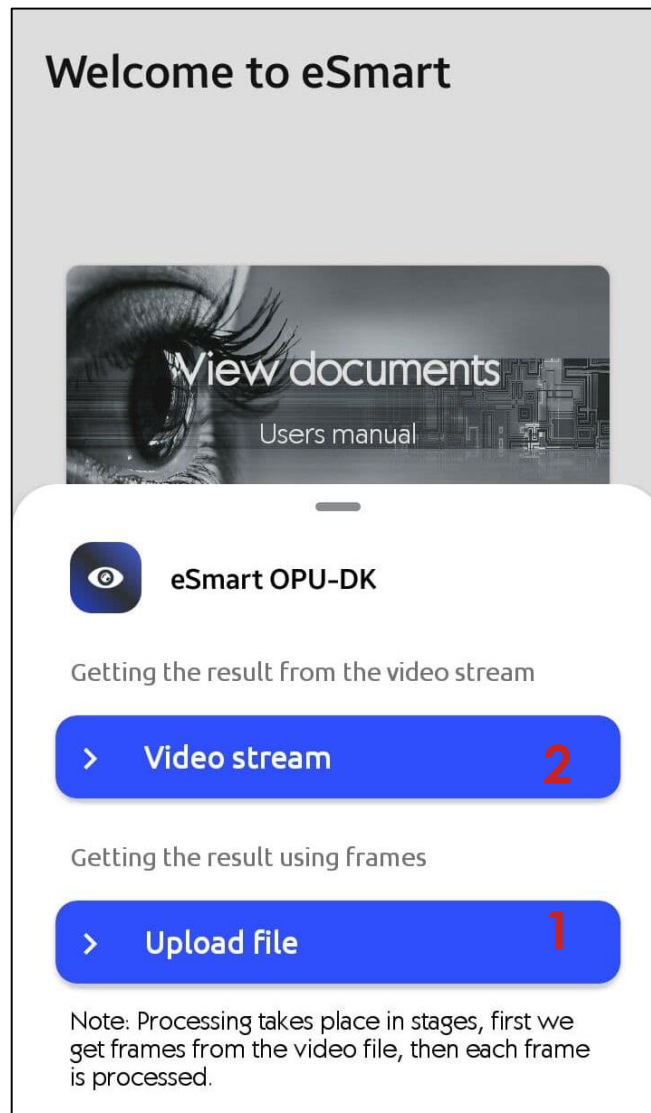 Welcome to eSmart
View documents
Users manual
eSmart OPU-DK
Getting the result from the video stream
Video stream 2
Getting the result using frames
Upload file 1
Note: Processing takes place in stages, first we
get frames from the video file, then each frame
is processed.